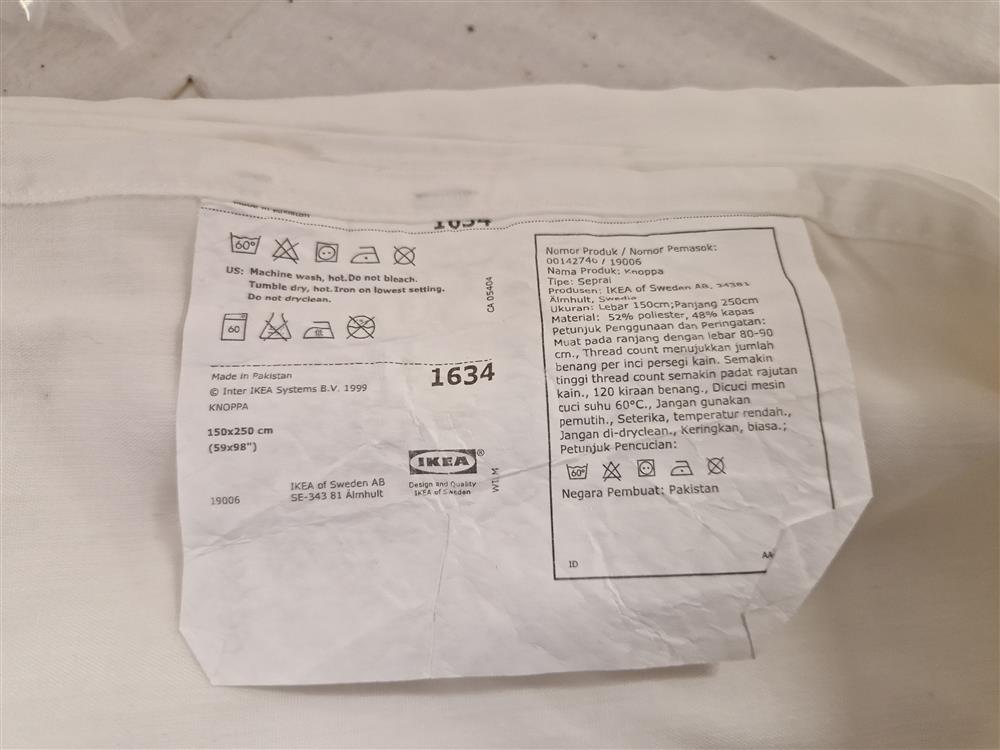 1634
60°
US: Machine wash, hot.Do not bleach.
Tumble dry, hot.Iron on lowest setting.
Do not dryclean.
60
CA 05404
Made in Pakistan
© Inter IKEA Systems B.V. 1999
1634
KNOPPA
150x250 cm
(59x98")
IKEA®
Design and Quality
IKEA of Sweden
19006
IKEA of Sweden AB
SE-343 81 Älmhult
Nomor Produk / Nomor Pemasok:
00142746 / 19006
Nama Produk: Knoppa
Tipe: Seprai
Produsen: IKEA of Sweden AB, 34381
Älmhult, Swedia
Ukuran: Lebar 150cm;Panjang 250cm
Material: 52% poliester, 48% kapas
Petunjuk Penggunaan dan Peringatan:
Muat pada ranjang dengan lebar 80-90
cm., Thread count menujukkan jumlah
benang per inci persegi kain. Semakin
tinggi thread count semakin padat rajutan
kain., 120 kiraan benang., Dicuci mesin
cuci suhu 60°C., Jangan gunakan
pemutih., Seterika, temperatur rendah.,
Jangan di-dryclean., Keringkan, biasa.;
Petunjuk Pencucian:
60°
Negara Pembuat: Pakistan
ID